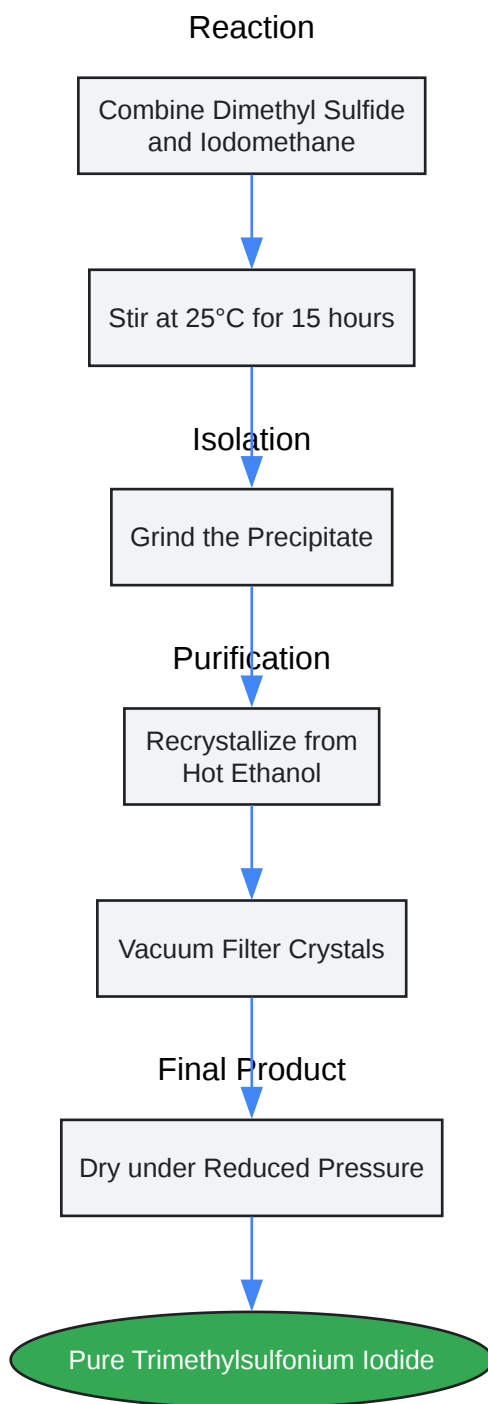 Reaction
Combine Dimethyl Sulfide
and Iodomethane
Stir at 25°C for 15 hours
Isolation
Grind the Precipitate
Purification
Recrystallize from
Hot Ethanol
Vacuum Filter Crystals
Final Product
Dry under Reduced Pressure
Pure Trimethylsulfonium Iodide